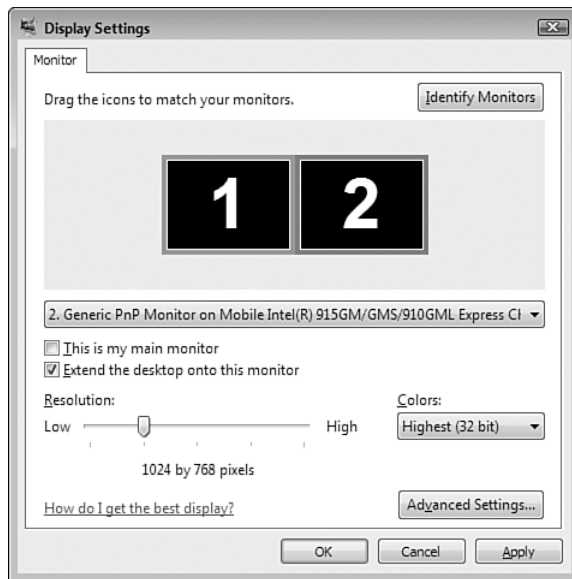 Display Settings
Monitor
Drag the icons to match your monitors.
Identify Monitors
1 2
2. Generic PnP Monitor on Mobile Intel(R) 915GM/GMS/910GML Express
This is my main monitor
Extend the desktop onto this monitor
Resolution:
Colors:
Low
High
Highest (32 bit)
1024 by 768 pixels
How do I get the best display?
Advanced Settings...
OK
Cancel
Apply